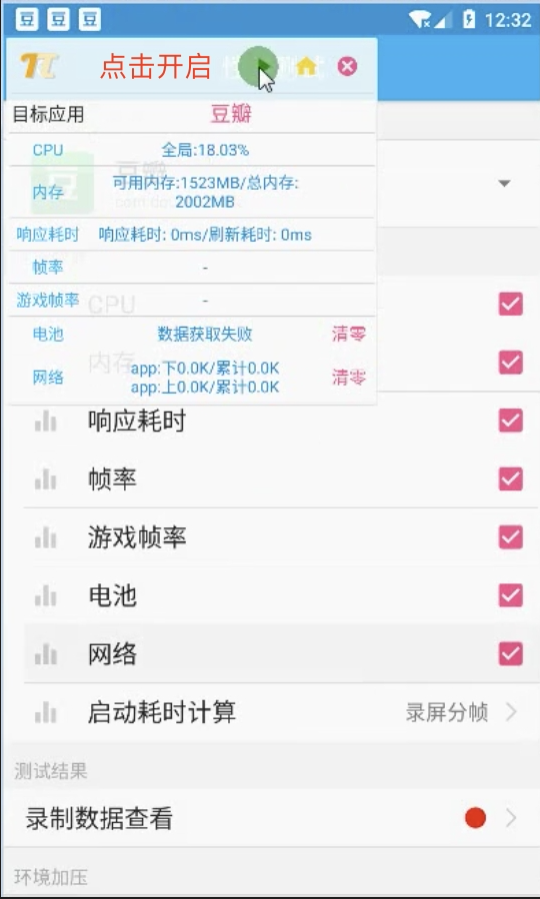 豆 豆 豆 12:32
点击开启
目标应用 豆瓣
CPU 全局:18.03%
内存 可用内存:1523MB/总内存:
2002MB
响应耗时 响应耗时: 0ms/刷新耗时: 0ms
帧率 -
游戏帧率 -
CPU
电池 数据获取失败 清零
内存
网络 app:下0.0K/累计0.0K 清零
app:上0.0K/累计0.0K
响应耗时
帧率
游戏帧率
电池
网络
启动耗时计算 录屏分帧
测试结果
录制数据查看
环境加压